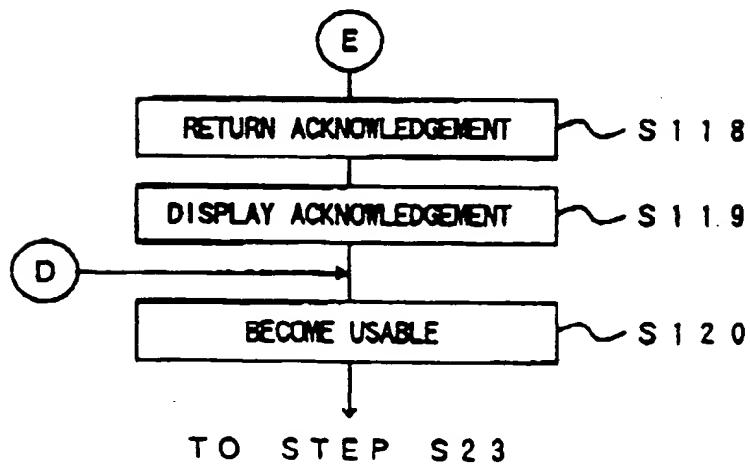 E
RETURN ACKNOWLEDGEMENT S118
DISPLAY ACKNOWLEDGEMENT S119
D
BECOME USABLE S120
TO STEP S23